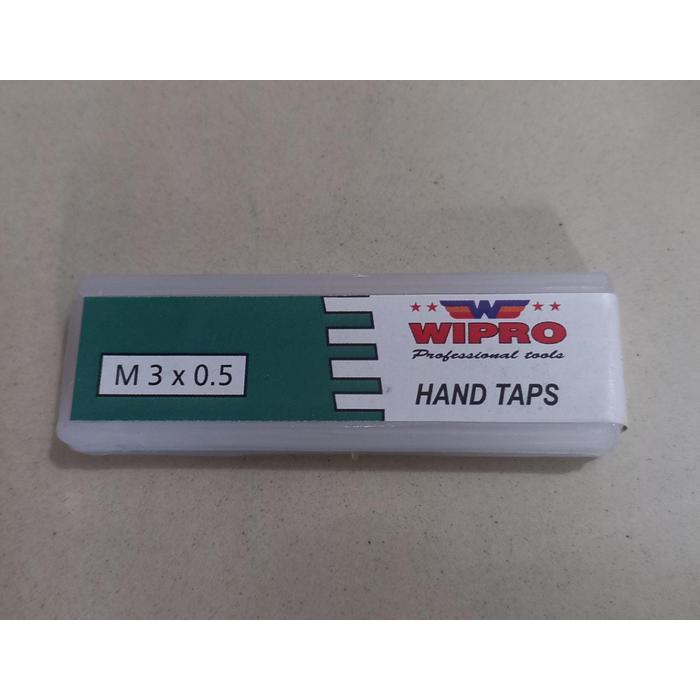 M 3 x 0.5
W
WIPRO
Professional tools
HAND TAPS